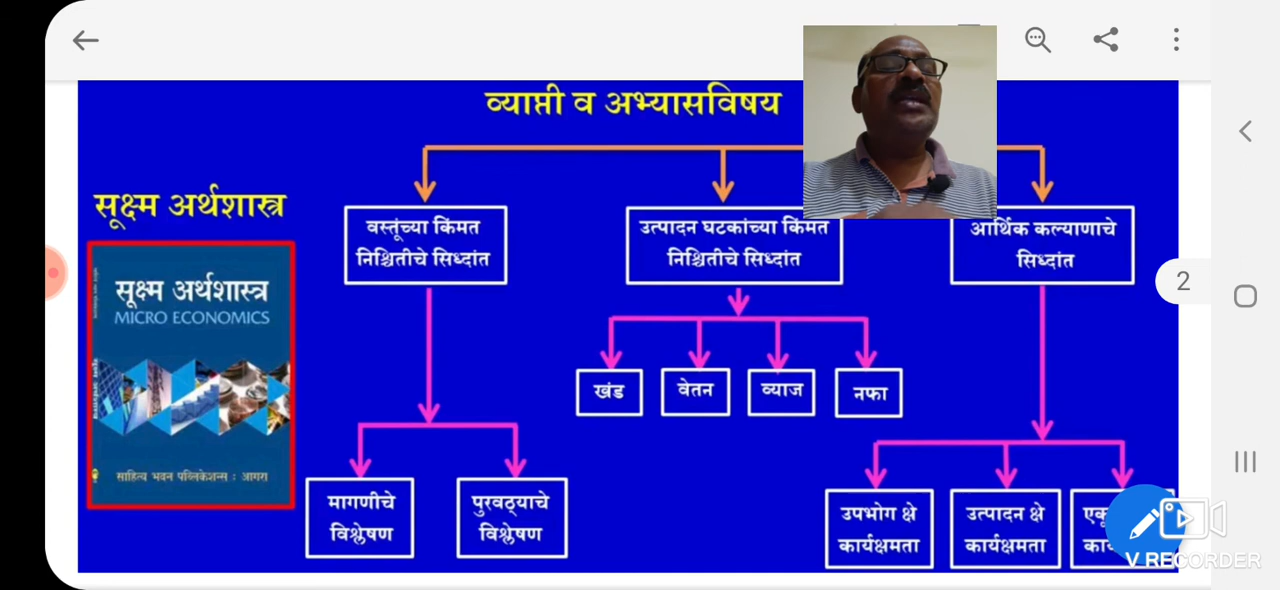 व्याप्ती व अभ्यासविषय
सूक्ष्म अर्थशास्त्र
सूक्ष्म अर्थशास्त्र
MICRO ECONOMICS
साहित्य भवन पब्लिकेशन्स : आगरा
वस्तूंच्या किंमत
निश्चितीचे सिध्दांत
उत्पादन घटकांच्या किंमत
निश्चितीचे सिध्दांत
आर्थिक कल्याणाचे
सिध्दांत
2
खंड
वेतन
व्याज
नफा
मागणीचे
विश्लेषण
पुरवठ्याचे
विश्लेषण
उपभोग क्षे
कार्यक्षमता
उत्पादन क्षे
कार्यक्षमता
V RECORDER